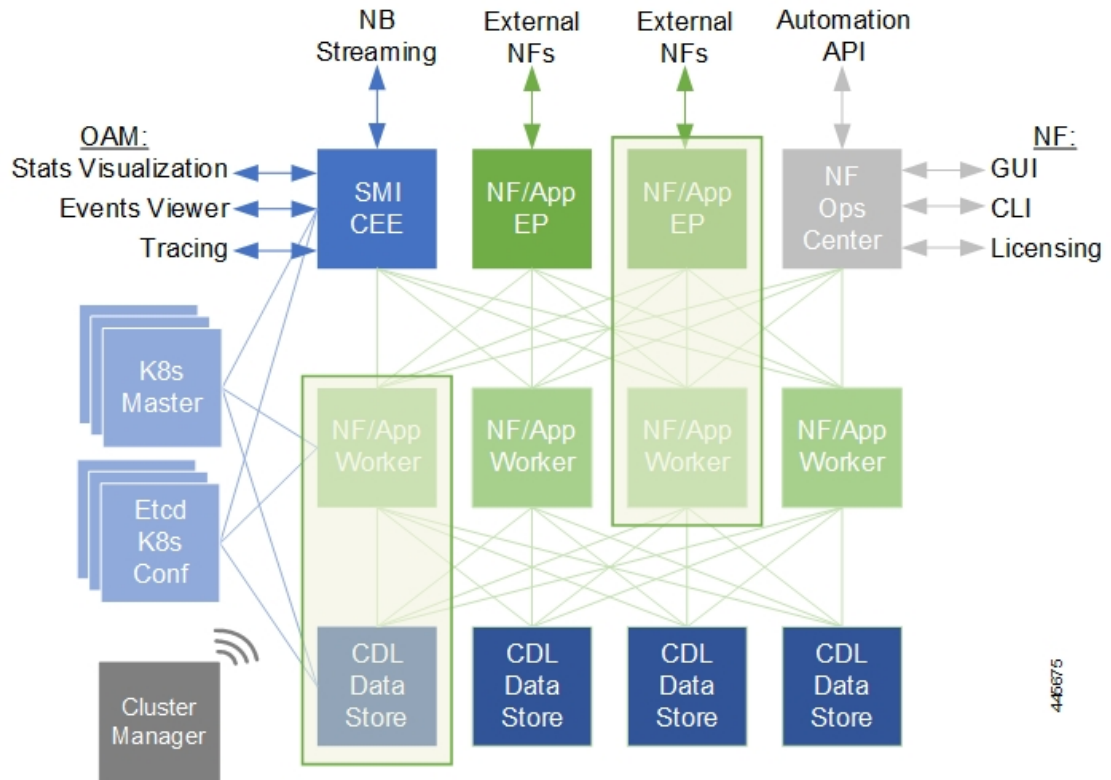 NB
Streaming
External
NFs
External
NFs
Automation
API
OAM:
Stats Visualization
Events Viewer
Tracing
SMI
CEE
NF/App
EP
NF/App
EP
NF
Ops
Center
NF:
GUI
CLI
Licensing
K8s
Master
NF/App
Worker
NF/App
Worker
NF/App
Worker
NF/App
Worker
Etcd
K8s
Conf
Cluster
Manager
CDL
Data
Store
CDL
Data
Store
CDL
Data
Store
CDL
Data
Store
445675